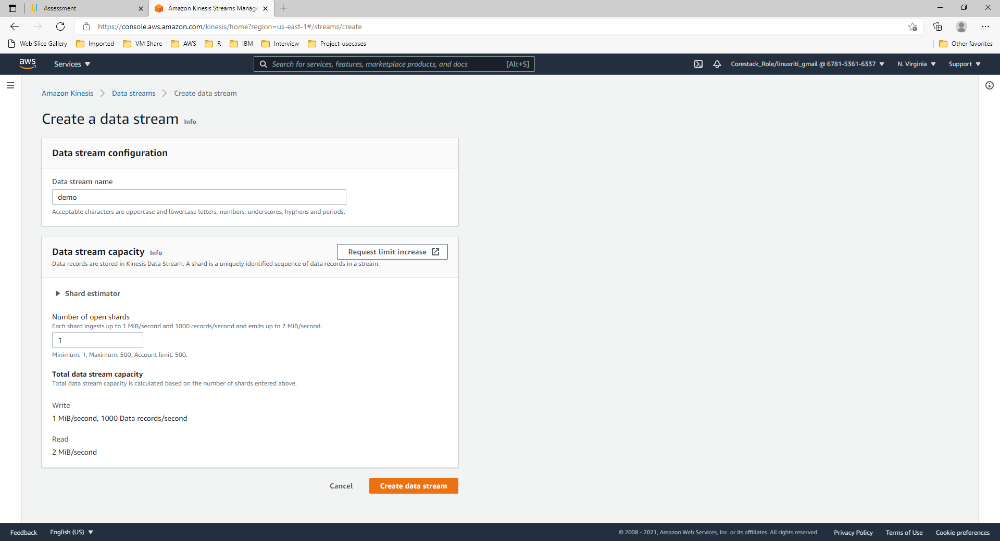 Assessment
Amazon Kinesis Streams Manage
https://console.aws.amazon.com/kinesis/home?region=us-east-1#/streams/create
Web Slice Gallery Imported VM Share AWS R IBM Interview Project-usecases Other favorites
aws Services Search for services, features, marketplace products, and docs [Alt+S] Corestack_Role/linuxriti_gmail @ 6781-5361-6337 N. Virginia Support
Amazon Kinesis Data streams Create data stream
Create a data stream Info
Data stream configuration
Data stream name
demo
Acceptable characters are uppercase and lowercase letters, numbers, underscores, hyphens and periods.
Data stream capacity Info Request limit increase
Data records are stored in Kinesis Data Stream. A shard is a uniquely identified sequence of data records in a stream.
Shard estimator
Number of open shards
Each shard ingests up to 1 MiB/second and 1000 records/second and emits up to 2 MiB/second.
1
Minimum: 1, Maximum: 500, Account limit: 500.
Total data stream capacity
Total data stream capacity is calculated based on the number of shards entered above.
Write
1 MiB/second, 1000 Data records/second
Read
2 MiB/second
Cancel Create data stream
Feedback English (US) © 2008 - 2021, Amazon Web Services, Inc. or its affiliates. All rights reserved. Privacy Policy Terms of Use Cookie preferences